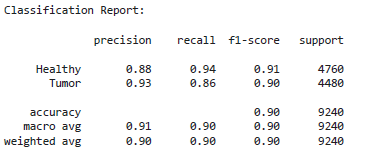 Classification Report:
precision recall f1-score support
Healthy 0.88 0.94 0.91 4760
Tumor 0.93 0.86 0.90 4480
accuracy 0.90 9240
macro avg 0.91 0.90 0.90 9240
weighted avg 0.90 0.90 0.90 9240